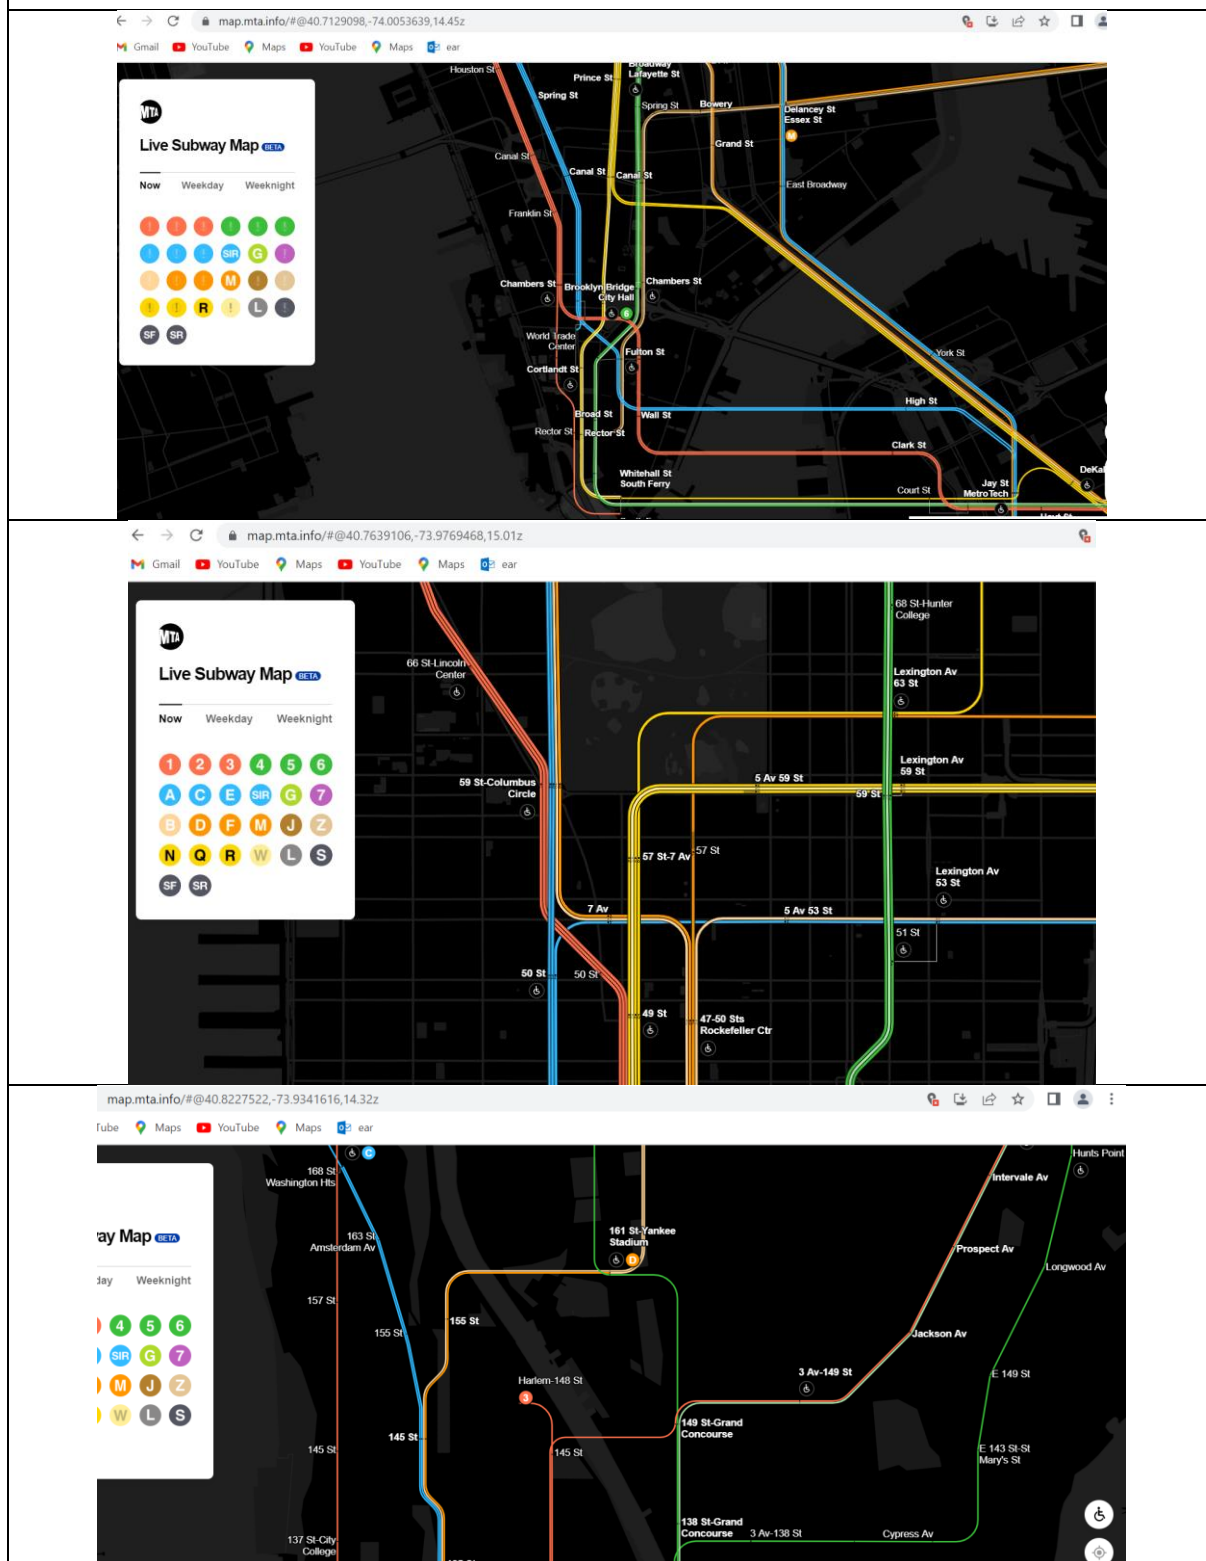 map.mta.info/#@40.7129098,-74.0053639,14.45z
Gmail YouTube Maps YouTube Maps ear
MTA
Live Subway Map BETA
Now Weekday Weeknight
! ! ! ! ! !
! ! ! SIR G !
! ! ! M ! !
! ! R ! L !
SF SR
Houston St
Prince St
Broadway
Lafayette St
Spring St
Spring St
Bowery
Delancey St
Essex St
M
Grand St
Canal St
Canal St
Canal St
East Broadway
Franklin St
Chambers St
Brooklyn Bridge
City Hall
6
Chambers St
World Trade
Center
Fulton St
Cortlandt St
York St
High St
Broad St
Wall St
Rector St
Rector St
Clark St
Whitehall St
South Ferry
Court St
Jay St
MetroTech
DeKal
Hoyt St
map.mta.info/#@40.7639106,-73.9769468,15.01z
Gmail YouTube Maps YouTube Maps ear
MTA
Live Subway Map BETA
Now Weekday Weeknight
1 2 3 4 5 6
A C E SIR G 7
B D F M J Z
N Q R W L S
SF SR
68 St-Hunter
College
66 St-Lincoln
Center
Lexington Av
63 St
59 St-Columbus
Circle
5 Av 59 St
Lexington Av
59 St
59 St
57 St-7 Av
57 St
Lexington Av
53 St
7 Av
5 Av 53 St
51 St
50 St
50 St
49 St
47-50 Sts
Rockefeller Ctr
map.mta.info/#@40.8227522,-73.9341616,14.32z
Tube Maps YouTube Maps ear
ay Map BETA
day Weeknight
4 5 6
SIR G 7
M J Z
W L S
C
168 St
Washington Hts
Hunts Point
Intervale Av
163 St
Amsterdam Av
161 St-Yankee
Stadium
D
Prospect Av
Longwood Av
157 St
155 St
155 St
Jackson Av
Harlem-148 St
3
3 Av-149 St
E 149 St
149 St-Grand
Concourse
145 St
145 St
145 St
E 143 St-St
Mary's St
138 St-Grand
Concourse
3 Av-138 St
Cypress Av
137 St-City
College